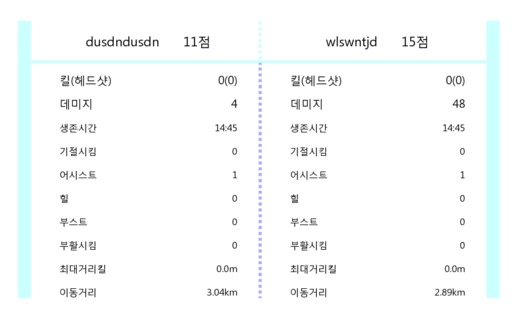 dusdndusdn 11점 wlswntjd 15점
킬(헤드샷) 0(0) 킬(헤드샷) 0(0)
데미지 4 데미지 48
생존시간 14:45 생존시간 14:45
기절시킴 0 기절시킴 0
어시스트 1 어시스트 1
힐 0 힐 0
부스트 0 부스트 0
부활시킴 0 부활시킴 0
최대거리킬 0.0m 최대거리킬 0.0m
이동거리 3.04km 이동거리 2.89km